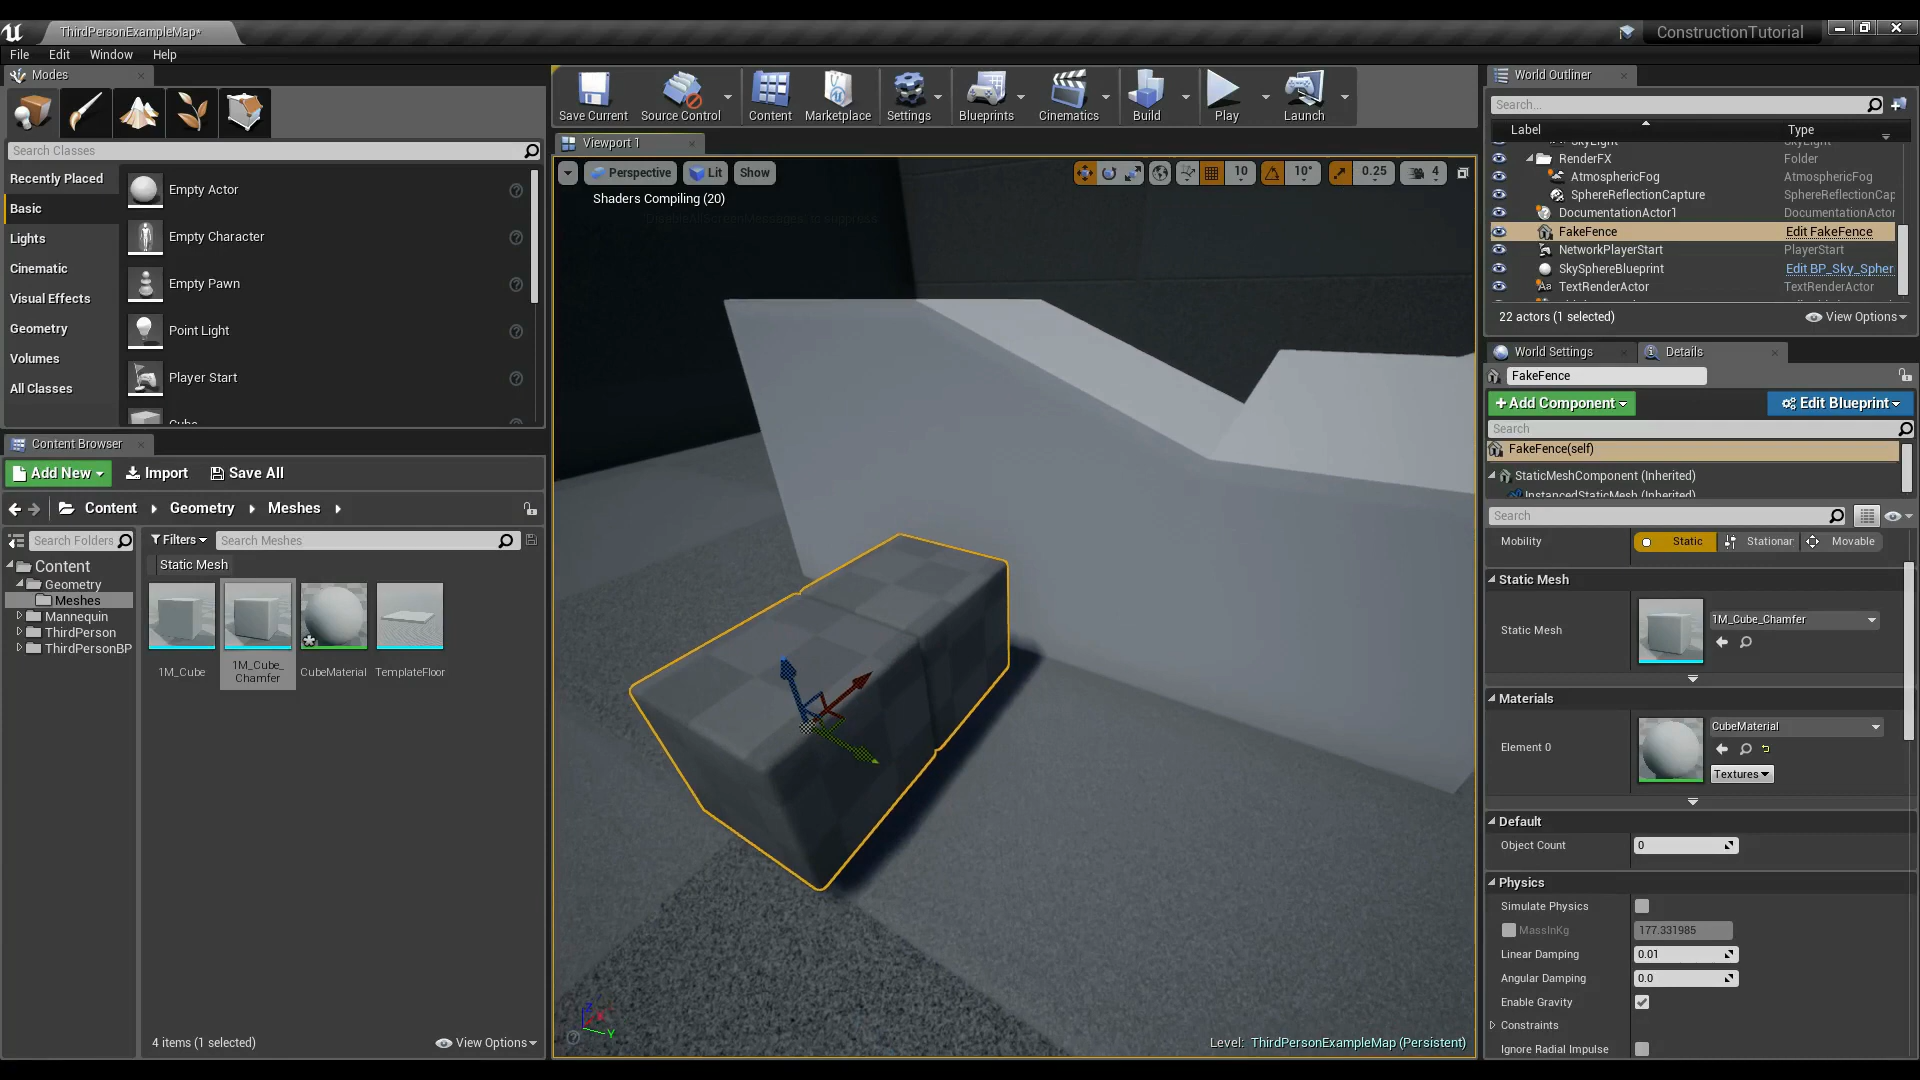 ThirdPersonExampleMap*
ConstructionTutorial
File Edit Window Help
Modes
Search Classes
Recently Placed
Basic
Lights
Cinematic
Visual Effects
Geometry
Volumes
All Classes
Empty Actor
Empty Character
Empty Pawn
Point Light
Player Start
Cube
Content Browser
Add New
Import
Save All
Content Geometry Meshes
Search Folders
Filters
Search Meshes
Static Mesh
Content
Geometry
Meshes
Mannequin
ThirdPerson
ThirdPersonBP
1M_Cube
1M_Cube_
Chamfer
CubeMaterial
TemplateFloor
4 items (1 selected)
View Options
Save Current
Source Control
Content
Marketplace
Settings
Blueprints
Cinematics
Build
Play
Launch
Viewport 1
Perspective
Lit
Show
10
10°
0.25
4
Shaders Compiling (20)
Level: ThirdPersonExampleMap (Persistent)
World Outliner
Search...
Label Type
SkyLight SkyLight
RenderFX Folder
AtmosphericFog AtmosphericFog
SphereReflectionCapture SphereReflectionCap
DocumentationActor1 DocumentationActor
FakeFence Edit FakeFence
NetworkPlayerStart PlayerStart
SkySphereBlueprint Edit BP_Sky_Spher
TextRenderActor TextRenderActor
22 actors (1 selected)
View Options
World Settings
Details
FakeFence
+Add Component
Edit Blueprint
Search
FakeFence(self)
StaticMeshComponent (Inherited)
InstancedStaticMesh (Inherited)
Search
Mobility Static Stationar Movable
Static Mesh
Static Mesh 1M_Cube_Chamfer
Materials
Element 0 CubeMaterial
Textures
Default
Object Count 0
Physics
Simulate Physics
MassInKg 177.331985
Linear Damping 0.01
Angular Damping 0.0
Enable Gravity
Constraints
Ignore Radial Impulse
Z
Y